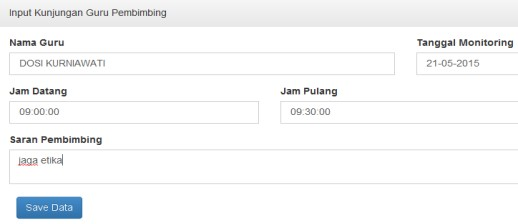 Input Kunjungan Guru Pembimbing
Nama Guru Tanggal Monitoring
DOSI KURNIAWATI 21-05-2015
Jam Datang Jam Pulang
09:00:00 09:30:00
Saran Pembimbing
jaga etika
Save Data